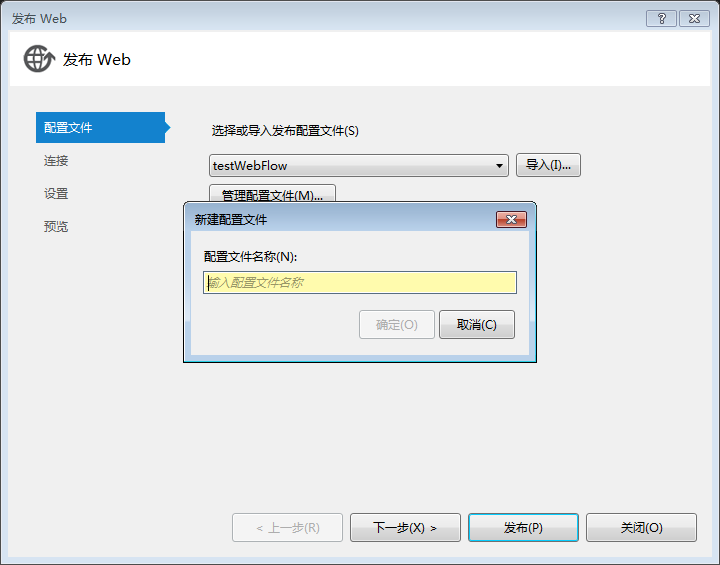 发布 Web
?
发布 Web
配置文件
连接
设置
预览
选择或导入发布配置文件(S)
testWebFlow
导入(I)...
管理配置文件(M)...
新建配置文件
配置文件名称(N):
输入配置文件名称
确定(O)
取消(C)
< 上一步(R)
下一步(X) >
发布(P)
关闭(O)